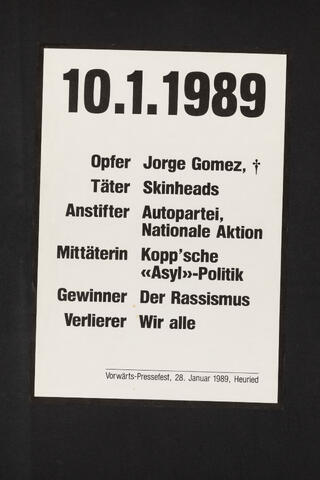 10.1.1989
Opfer Jorge Gomez, †
Täter Skinheads
Anstifter Autopartei,
Nationale Aktion
Mittäterin Kopp'sche
«Asyl»-Politik
Gewinner Der Rassismus
Verlierer Wir alle
Vorwärts-Pressefest, 28. Januar 1989, Heuried